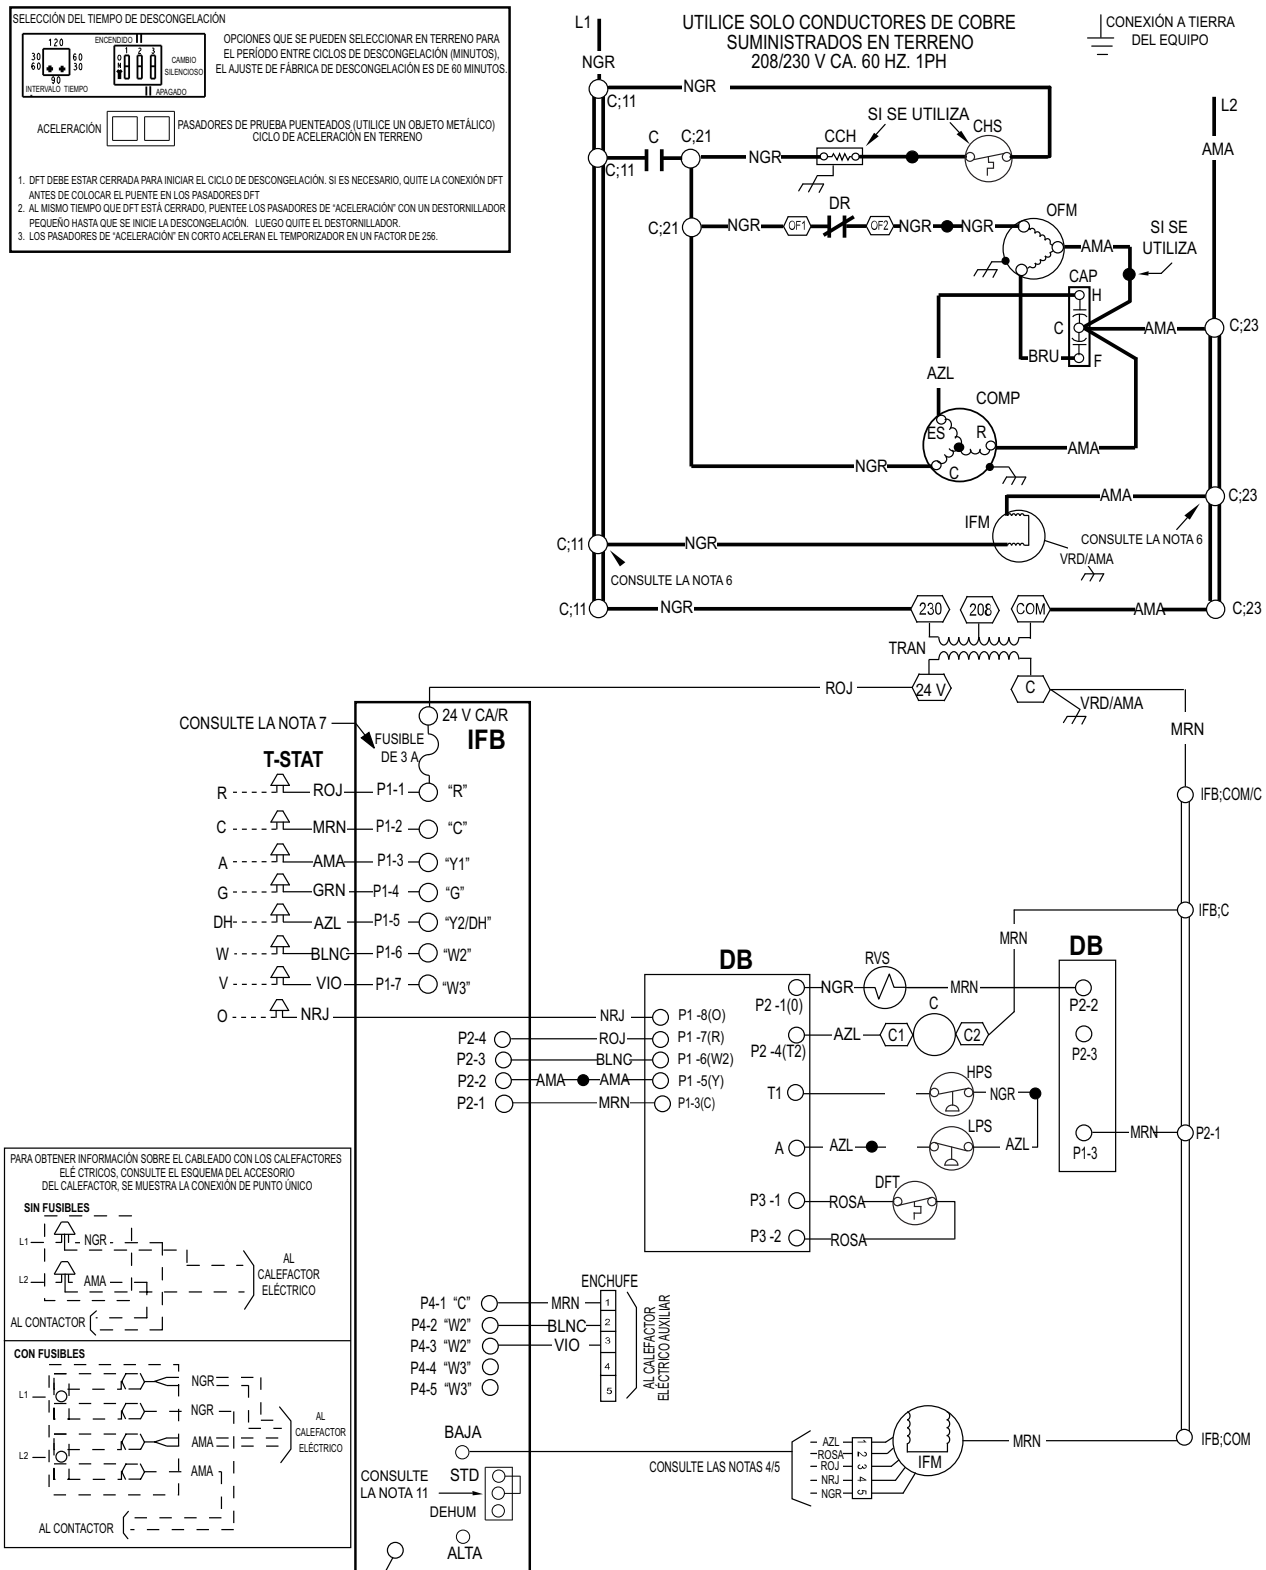 SELECCIÓN DEL TIEMPO DE DESCONGELACIÓN
120
30
60
60
30
90
INTERVALO TIEMPO
ENCENDIDO
1 2 3
O
N
CAMBIO
SILENCIOSO
APAGADO
OPCIONES QUE SE PUEDEN SELECCIONAR EN TERRENO PARA
EL PERÍODO ENTRE CICLOS DE DESCONGELACIÓN (MINUTOS),
EL AJUSTE DE FÁBRICA DE DESCONGELACIÓN ES DE 60 MINUTOS.
ACELERACIÓN
PASADORES DE PRUEBA PUENTEADOS (UTILICE UN OBJETO METÁLICO)
CICLO DE ACELERACIÓN EN TERRENO
1. DFT DEBE ESTAR CERRADA PARA INICIAR EL CICLO DE DESCONGELACIÓN. SI ES NECESARIO, QUITE LA CONEXIÓN DFT
ANTES DE COLOCAR EL PUENTE EN LOS PASADORES DFT
2. AL MISMO TIEMPO QUE DFT ESTÁ CERRADO, PUENTEE LOS PASADORES DE “ACELERACIÓN” CON UN DESTORNILLADOR
PEQUEÑO HASTA QUE SE INICIE LA DESCONGELACIÓN. LUEGO QUITE EL DESTORNILLADOR.
3. LOS PASADORES DE “ACELERACIÓN” EN CORTO ACELERAN EL TEMPORIZADOR EN UN FACTOR DE 256.
L1
NGR
UTILICE SOLO CONDUCTORES DE COBRE
SUMINISTRADOS EN TERRENO
208/230 V CA. 60 HZ. 1PH
CONEXIÓN A TIERRA
DEL EQUIPO
L2
AMA
C;11
NGR
C;11
C
C;21
NGR
CCH
SI SE UTILIZA
CHS
C;21
NGR
OF1
DR
OF2
NGR
NGR
OFM
AMA
SI SE
UTILIZA
CAP
H
C
F
AMA
C;23
BRU
AZL
COMP
ES
R
C
AMA
NGR
AMA
C;23
IFM
CONSULTE LA NOTA 6
VRD/AMA
C;11
NGR
CONSULTE LA NOTA 6
C;11
NGR
230
208
COM
AMA
C;23
TRAN
ROJ
24 V
C
VRD/AMA
MRN
24 V CA/R
IFB
CONSULTE LA NOTA 7
FUSIBLE
DE 3 A
T-STAT
R ROJ P1-1 “R”
C MRN P1-2 “C”
A AMA P1-3 “Y1”
G GRN P1-4 “G”
DH AZL P1-5 “Y2/DH”
W BLNC P1-6 “W2”
V VIO P1-7 “W3”
O NRJ
IFB;COM/C
IFB;C
MRN
DB
NRJ P1 -8(O)
P2-4 ROJ P1 -7(R)
P2-3 BLNC P1 -6(W2)
P2-2 AMA AMA P1 -5(Y)
P2-1 MRN P1-3(C)
P2 -1(0)
NGR
RVS
MRN
P2 -4(T2)
AZL
C1
C
C2
T1
HPS
NGR
A
AZL
LPS
AZL
P3 -1
ROSA
DFT
P3 -2
ROSA
DB
P2-2
P2-3
P1-3
MRN
P2-1
PARA OBTENER INFORMACIÓN SOBRE EL CABLEADO CON LOS CALEFACTORES
ELÉ CTRICOS, CONSULTE EL ESQUEMA DEL ACCESORIO
DEL CALEFACTOR, SE MUESTRA LA CONEXIÓN DE PUNTO ÚNICO
SIN FUSIBLES
L1
NGR
L2
AMA
AL
CALEFACTOR
ELÉCTRICO
AL CONTACTOR
CON FUSIBLES
L1
NGR
NGR
L2
AMA
AMA
AL
CALEFACTOR
ELÉCTRICO
AL CONTACTOR
ENCHUFE
P4-1 “C” MRN 1
P4-2 “W2” BLNC 2
P4-3 “W2” VIO 3
P4-4 “W3” 4
P4-5 “W3” 5
AL CALEFACTOR
ELÉCTRICO AUXILIAR
BAJA
CONSULTE
LA NOTA 11
STD
DEHUM
ALTA
CONSULTE LAS NOTAS 4/5
AZL 1
ROSA 2
ROJ 3
NRJ 4
NGR 5
IFM
MRN
IFB;COM